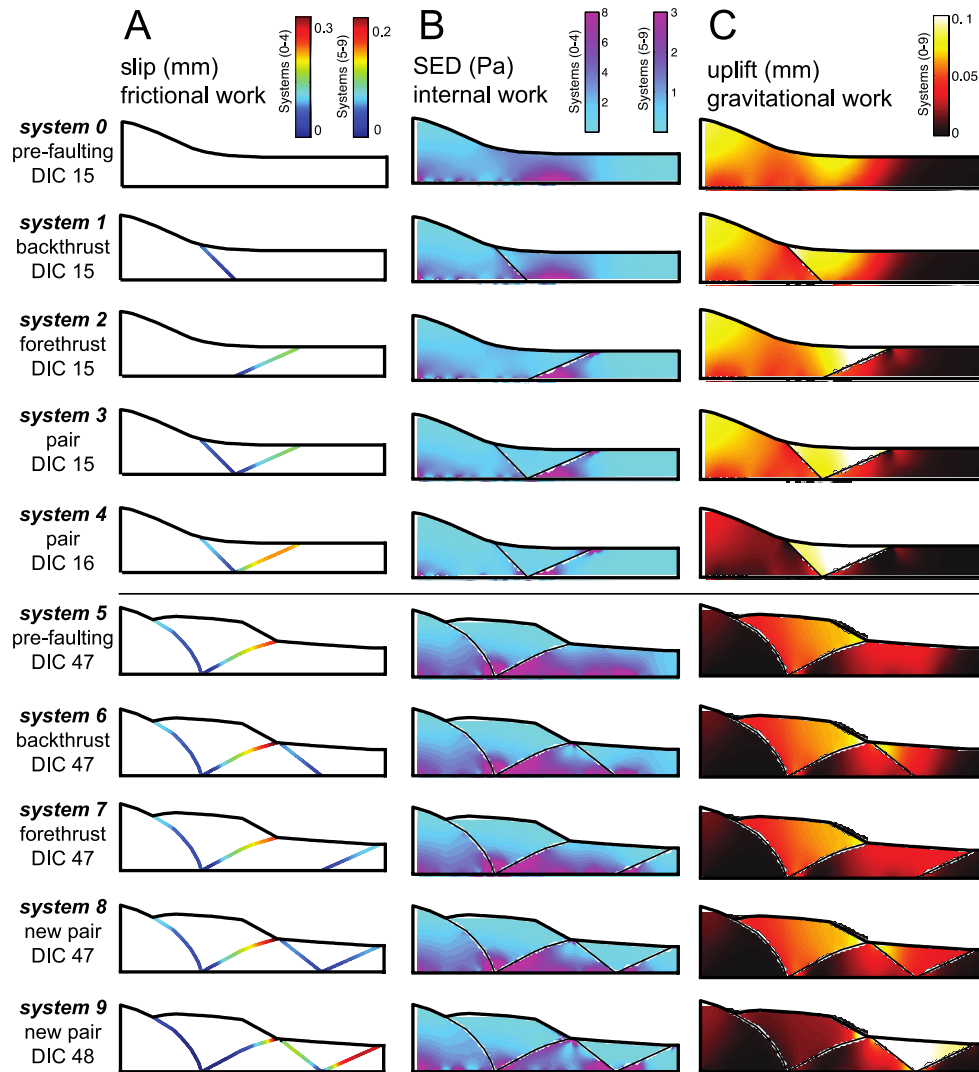 A
slip (mm)
frictional work
Systems (0-4)
0.3
0
Systems (5-9)
0.2
0
B
SED (Pa)
internal work
Systems (0-4)
8
6
4
2
Systems (5-9)
3
2
1
C
uplift (mm)
gravitational work
Systems (0-9)
0.1
0.05
0
system 0
pre-faulting
DIC 15
system 1
backthrust
DIC 15
system 2
forethrust
DIC 15
system 3
pair
DIC 15
system 4
pair
DIC 16
system 5
pre-faulting
DIC 47
system 6
backthrust
DIC 47
system 7
forethrust
DIC 47
system 8
new pair
DIC 47
system 9
new pair
DIC 48